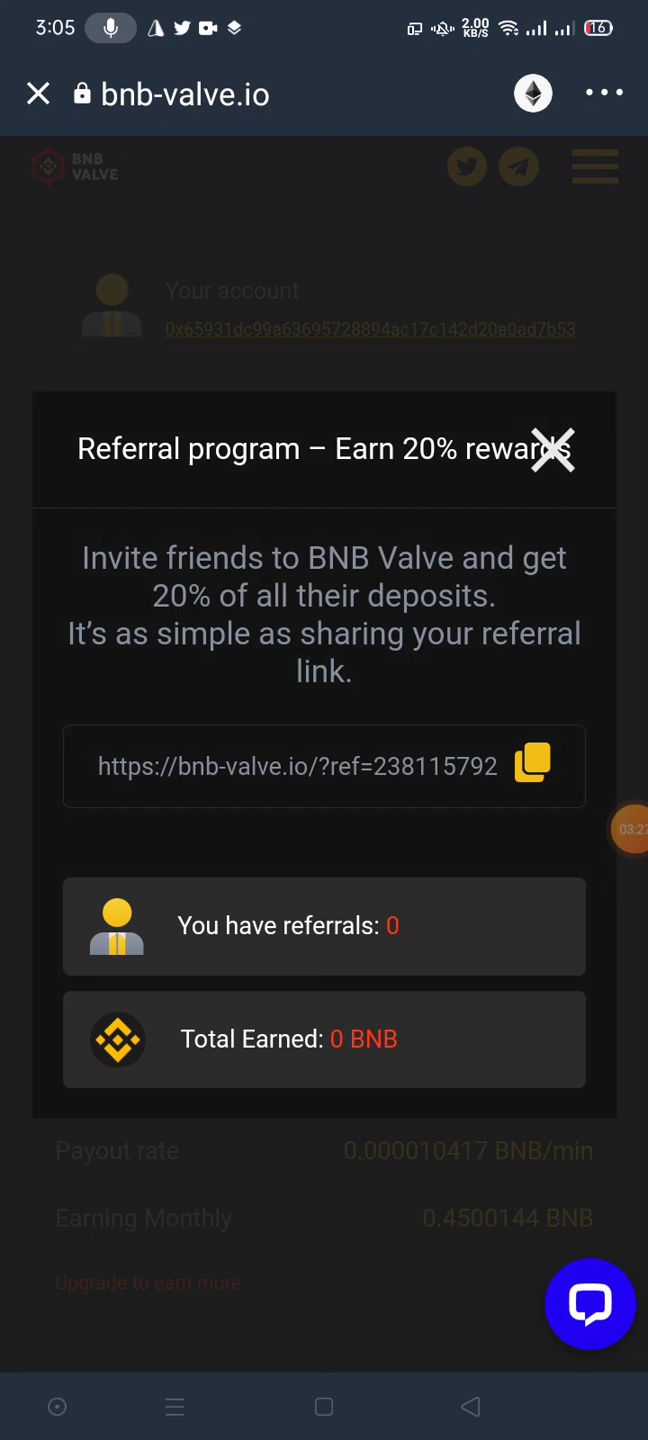 3:05
2.00
KB/S
16
bnb-valve.io
BNB
VALVE
Your account
0x65931dc99a63695728894ac17c142d20a0ad7b53
Referral program – Earn 20% rewards
Invite friends to BNB Valve and get
20% of all their deposits.
It’s as simple as sharing your referral
link.
https://bnb-valve.io/?ref=238115792
03:27
You have referrals: 0
Total Earned: 0 BNB
Payout rate 0.000010417 BNB/min
Earning Monthly 0.4500144 BNB
Upgrade to earn more